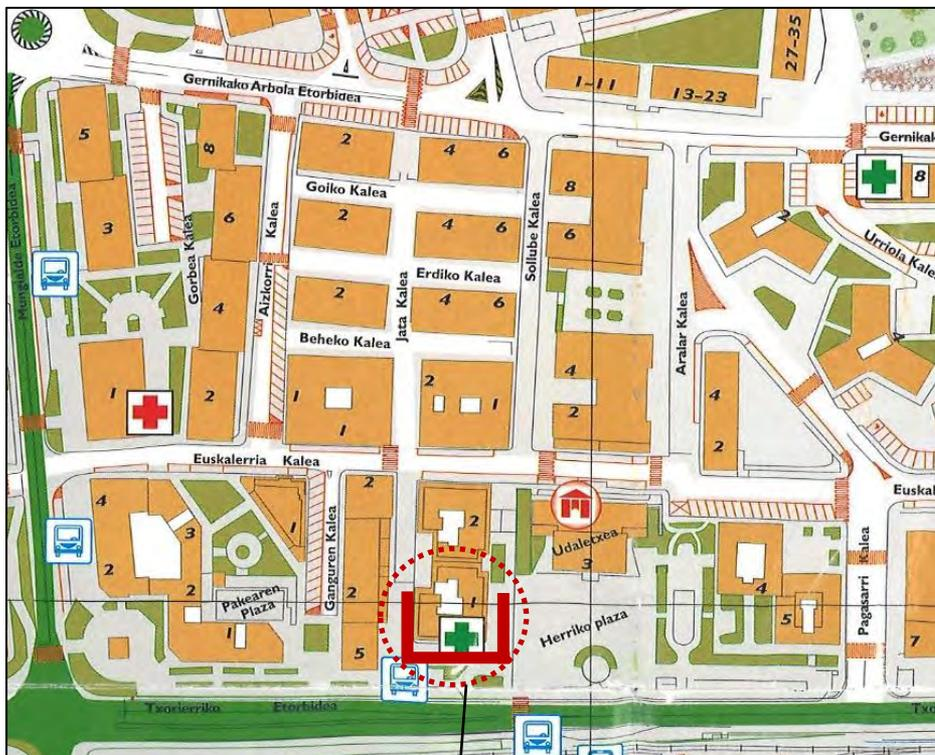 27-35
1-11
13-23
Gernikako Arbola Etorbidea
Gernikak
5
8
2
4
6
8
8
Goiko Kalea
3
6
2
4
6
6
2
Urriola Kalea
Mungialde Etorbidea
Gorbea Kalea
Aizkorri Kalea
Jata Kalea
Sollube Kalea
Aralar Kalea
Erdiko Kalea
4
2
4
6
Beheko Kalea
4
1
2
1
2
1
4
4
1
2
2
Euskalerria Kalea
Euskal
4
3
1
2
2
Ganguren Kalea
Udaletxea
3
2
2
Pakearen
Plaza
2
1
4
5
Pagasarri Kalea
Herriko plaza
1
5
7
Txorierriko Etorbidea
Txo